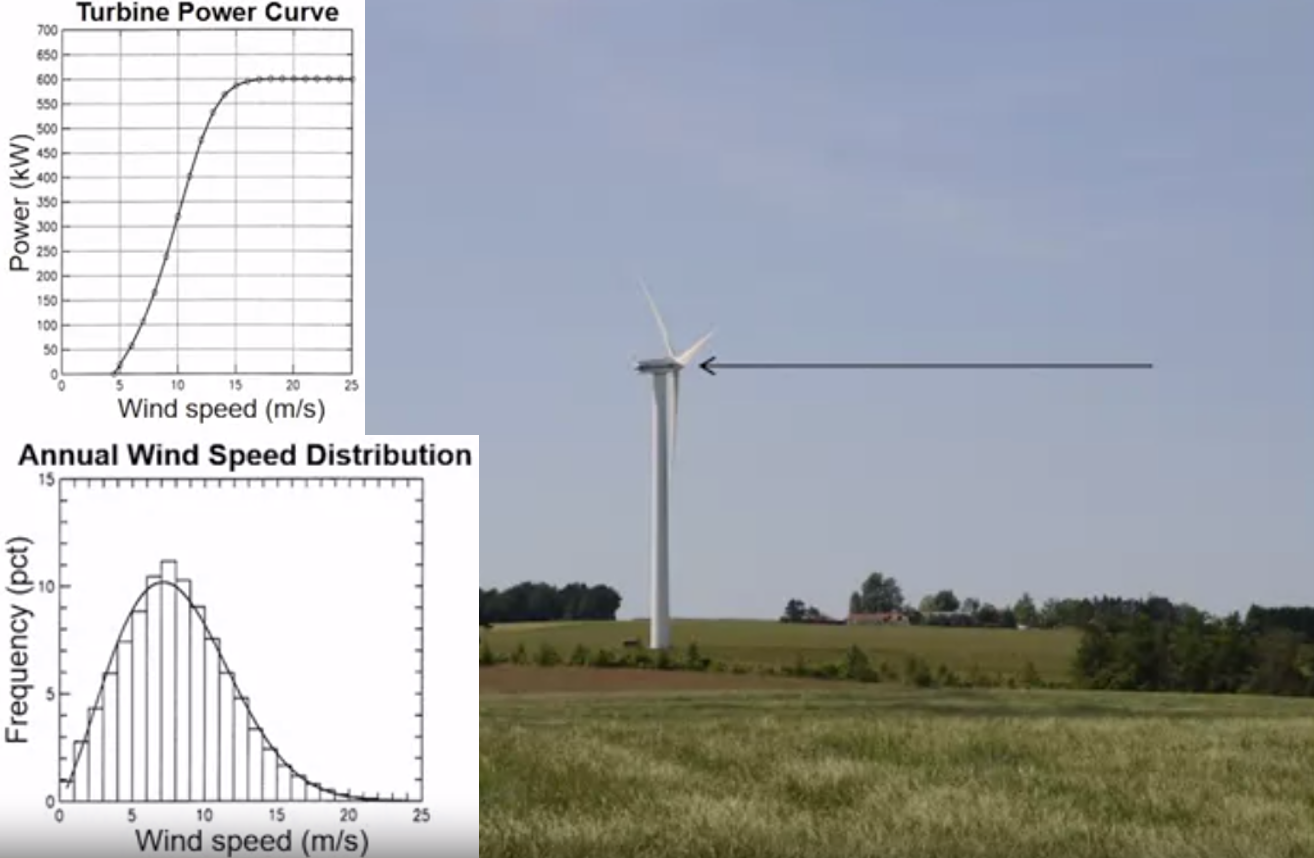 Turbine Power Curve
Power (kW)
700
650
600
550
500
450
400
350
300
250
200
150
100
50
0
0 5 10 15 20 25
Wind speed (m/s)
Annual Wind Speed Distribution
Frequency (pct)
15
10
5
0
0 5 10 15 20 25
Wind speed (m/s)